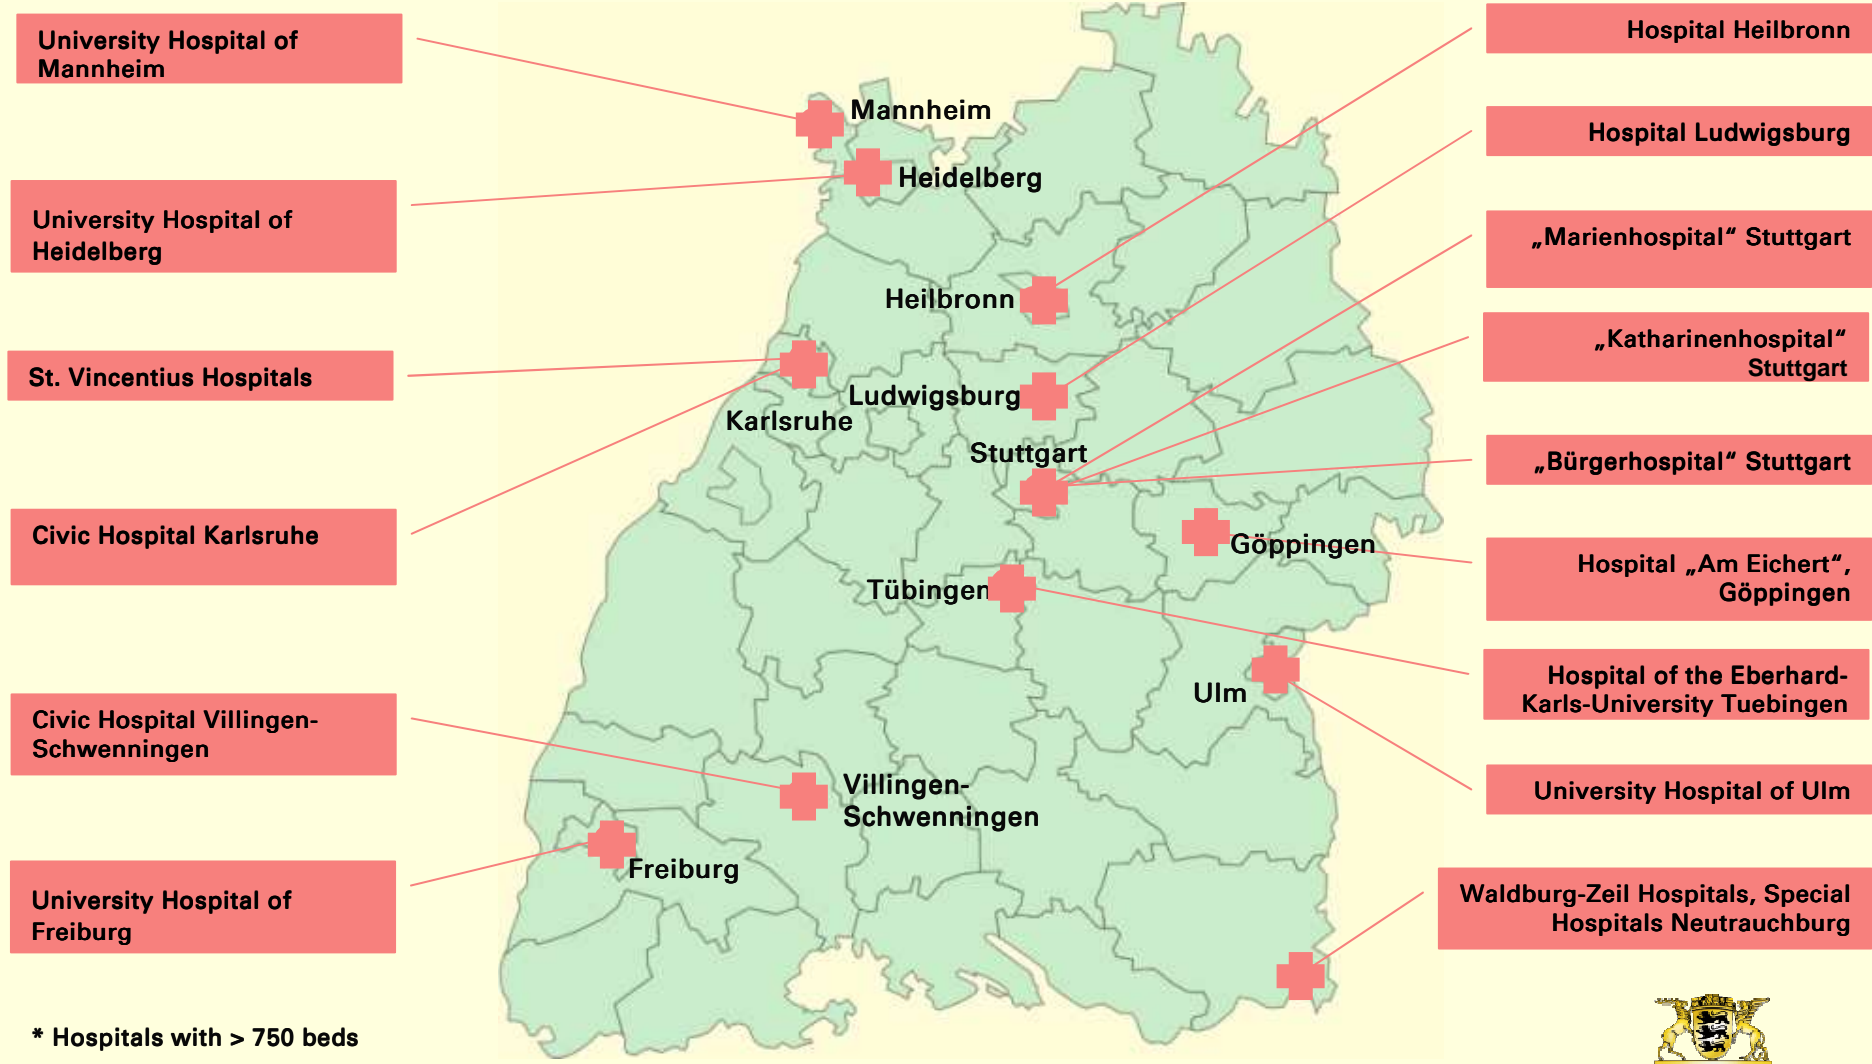 University Hospital of
Mannheim
University Hospital of
Heidelberg
St. Vincentius Hospitals
Civic Hospital Karlsruhe
Civic Hospital Villingen-
Schwenningen
University Hospital of
Freiburg
* Hospitals with > 750 beds
Mannheim
Heidelberg
Heilbronn
Ludwigsburg
Karlsruhe
Stuttgart
Göppingen
Tübingen
Ulm
Villingen-
Schwenningen
Freiburg
Hospital Heilbronn
Hospital Ludwigsburg
„Marienhospital“ Stuttgart
„Katharinenhospital“
Stuttgart
„Bürgerhospital“ Stuttgart
Hospital „Am Eichert“,
Göppingen
Hospital of the Eberhard-
Karls-University Tuebingen
University Hospital of Ulm
Waldburg-Zeil Hospitals, Special
Hospitals Neutrauchburg